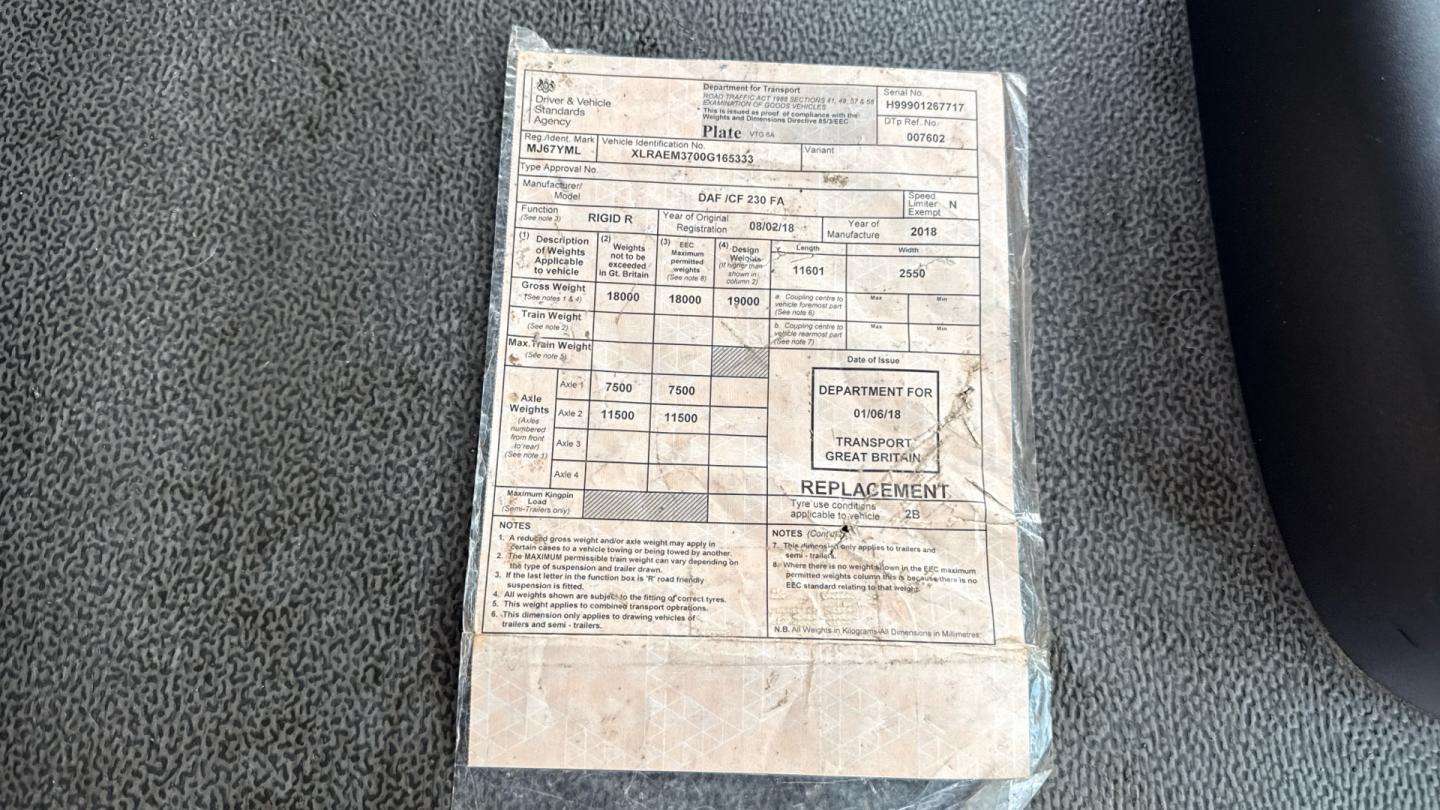 Driver & Vehicle
Standards
Agency
Department for Transport
ROAD TRAFFIC ACT 1988 SECTIONS 41, 49, 57 & 58
EXAMINATION OF GOODS VEHICLES
* This is issued as proof of compliance with the
Weights and Dimensions Directive 85/3/EEC
Plate VTG 6A
Serial No.
H99901267717
DTp Ref. No.
007602
Reg./Ident. Mark
MJ67YML
Vehicle Identification No.
XLRAEM3700G165333
Variant
Type Approval No.
Manufacturer/
Model
DAF /CF 230 FA
Speed
Limiter N
Exempt
Function
(See note 3)
RIGID R
Year of Original
Registration 08/02/18
Year of
Manufacture 2018
(1) Description
of Weights
Applicable
to vehicle
(2) Weights
not to be
exceeded
in Gt. Britain
(3) EEC
Maximum
permitted
weights
(See note 8)
(4) Design
Weights
(if higher than
shown in
column 2)
Length
11601
Width
2550
Gross Weight
(See notes 1 & 4)
18000
18000
19000
a. Coupling centre to
vehicle foremost part
(See note 6)
Max
Min
Train Weight
(See note 2)
b. Coupling centre to
vehicle rearmost part
(See note 7)
Max
Min
Max. Train Weight
(See note 5)
Date of Issue
Axle
Weights
(Axles
numbered
from front
to rear)
(See note 1)
Axle 1
7500
7500
Axle 2
11500
11500
Axle 3
Axle 4
DEPARTMENT FOR
01/06/18
TRANSPORT
GREAT BRITAIN
REPLACEMENT
Maximum Kingpin
Load
(Semi-Trailers only)
Tyre use conditions
applicable to vehicle 2B
NOTES
1. A reduced gross weight and/or axle weight may apply in
certain cases to a vehicle towing or being towed by another.
2. The MAXIMUM permissible train weight can vary depending on
the type of suspension and trailer drawn.
3. If the last letter in the function box is 'R' road friendly
suspension is fitted.
4. All weights shown are subject to the fitting of correct tyres.
5. This weight applies to combined transport operations.
6. This dimension only applies to drawing vehicles of
trailers and semi - trailers.
NOTES (Contd)
7. This dimension only applies to trailers and
semi - trailers.
8. Where there is no weight shown in the EEC maximum
permitted weights column this is because there is no
EEC standard relating to that weight.
N.B. All Weights in Kilograms-All Dimensions in Millimetres